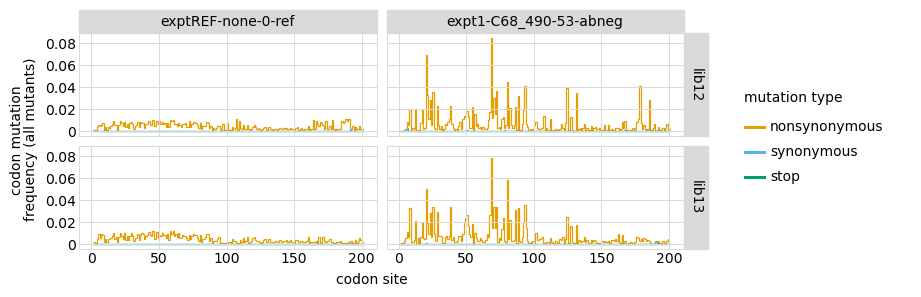 exptREF-none-0-ref
expt1-C68_490-53-abneg
0.08
0.06
0.04
0.02
0
lib12
0.08
0.06
0.04
0.02
0
lib13
codon mutation
frequency (all mutants)
0
50
100
150
200
0
50
100
150
200
codon site
mutation type
nonsynonymous
synonymous
stop